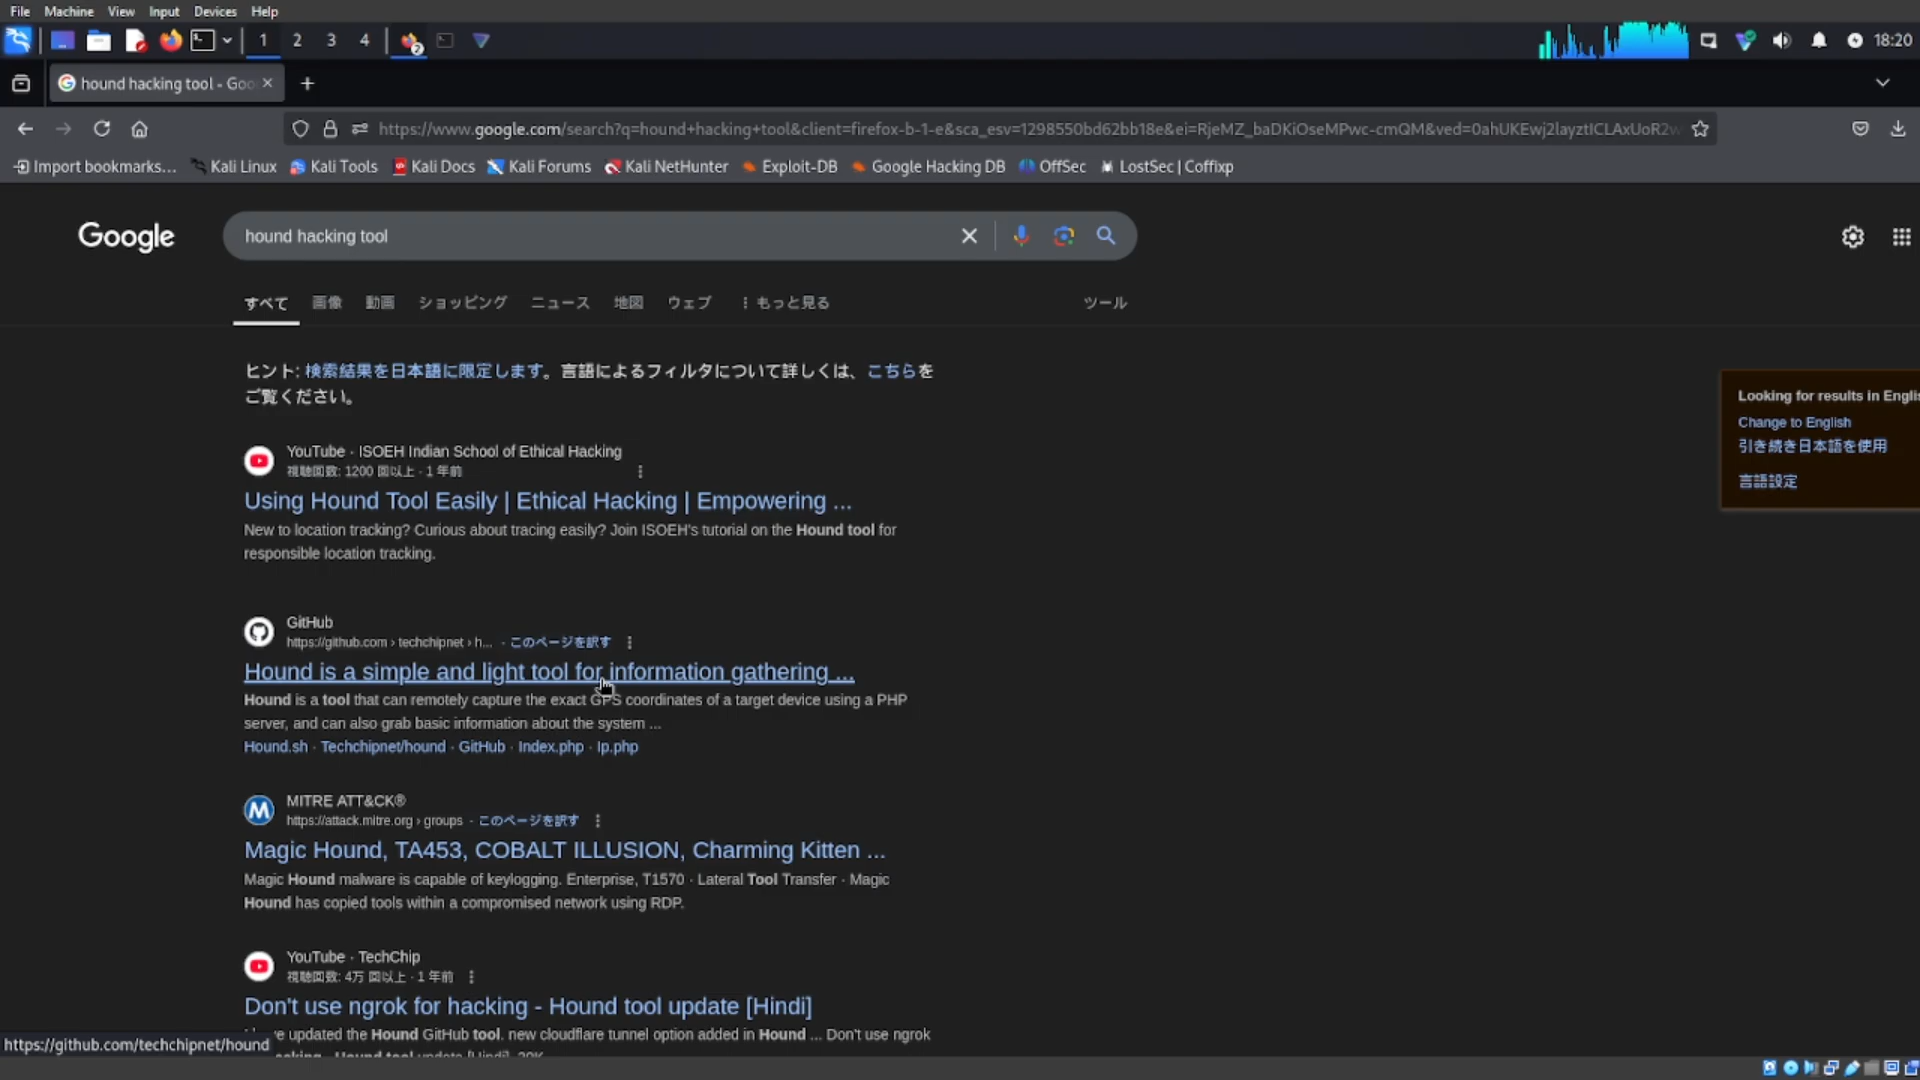 File Machine View Input Devices Help
1 2 3 4 2 18:20
hound hacking tool - Goo
https://www.google.com/search?q=hound+hacking+tool&client=firefox-b-1-e&sca_esv=1298550bd62bb18e&ei=RjeMZ_baDKiOseMPwc-cmQM&ved=0ahUKEwj2layztICLAxUoR2w
Import bookmarks... Kali Linux Kali Tools Kali Docs Kali Forums Kali NetHunter Exploit-DB Google Hacking DB OffSec LostSec | Coffixp
Google hound hacking tool
すべて 画像 動画 ショッピング ニュース 地図 ウェブ もっと見る ツール
ヒント: 検索結果を日本語に限定します。言語によるフィルタについて詳しくは、こちらを
ご覧ください。
Looking for results in Englis
Change to English
引き続き日本語を使用
言語設定
YouTube · ISOEH Indian School of Ethical Hacking
視聴回数: 1200 回以上 · 1 年前
Using Hound Tool Easily | Ethical Hacking | Empowering ...
New to location tracking? Curious about tracing easily? Join ISOEH's tutorial on the Hound tool for
responsible location tracking.
GitHub
https://github.com › techchipnet › h... · このページを訳す
Hound is a simple and light tool for information gathering ...
Hound is a tool that can remotely capture the exact GPS coordinates of a target device using a PHP
server, and can also grab basic information about the system ...
Hound.sh · Techchipnet/hound · GitHub · Index.php · Ip.php
MITRE ATT&CK®
https://attack.mitre.org › groups · このページを訳す
Magic Hound, TA453, COBALT ILLUSION, Charming Kitten ...
Magic Hound malware is capable of keylogging. Enterprise, T1570 · Lateral Tool Transfer · Magic
Hound has copied tools within a compromised network using RDP.
YouTube · TechChip
視聴回数: 4万 回以上 · 1 年前
Don't use ngrok for hacking - Hound tool update [Hindi]
updated the Hound GitHub tool. new cloudflare tunnel option added in Hound ... Don't use ngrok
https://github.com/techchipnet/hound